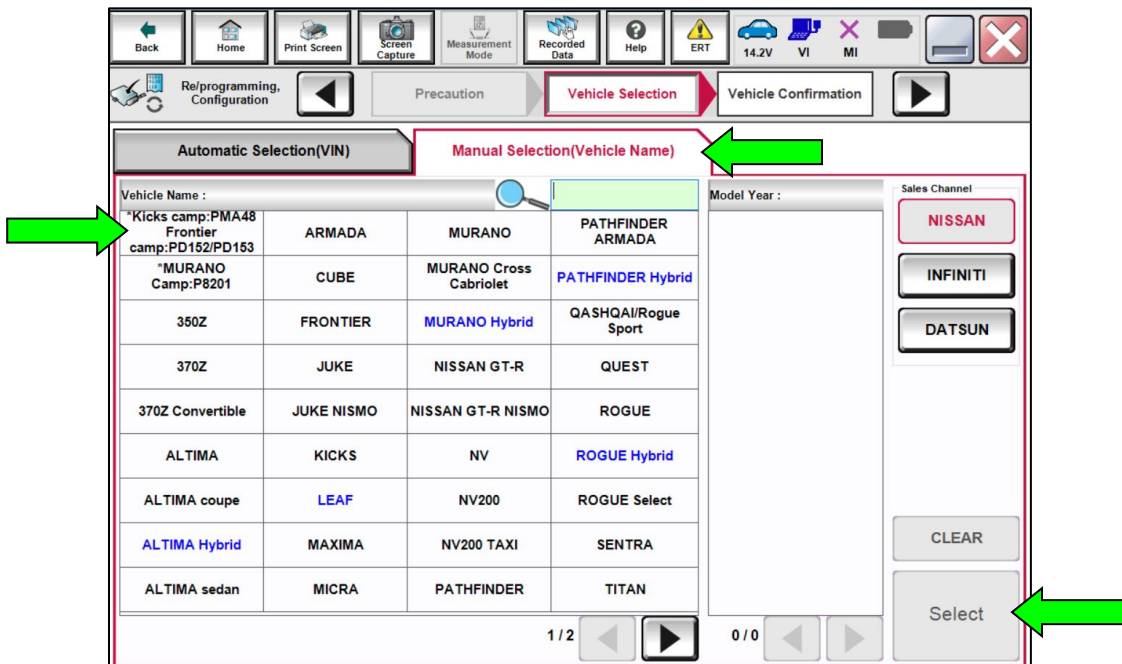 Back
Home
Print Screen
Screen
Capture
Measurement
Mode
Recorded
Data
Help
ERT
14.2V
VI
MI
Re/programming,
Configuration
Precaution
Vehicle Selection
Vehicle Confirmation
Automatic Selection(VIN)
Manual Selection(Vehicle Name)
Vehicle Name :
Model Year :
Sales Channel
*Kicks camp:PMA48
Frontier
camp:PD152/PD153
ARMADA
MURANO
PATHFINDER
ARMADA
NISSAN
*MURANO
Camp:P8201
CUBE
MURANO Cross
Cabriolet
PATHFINDER Hybrid
INFINITI
350Z
FRONTIER
MURANO Hybrid
QASHQAI/Rogue
Sport
DATSUN
370Z
JUKE
NISSAN GT-R
QUEST
370Z Convertible
JUKE NISMO
NISSAN GT-R NISMO
ROGUE
ALTIMA
KICKS
NV
ROGUE Hybrid
ALTIMA coupe
LEAF
NV200
ROGUE Select
ALTIMA Hybrid
MAXIMA
NV200 TAXI
SENTRA
CLEAR
ALTIMA sedan
MICRA
PATHFINDER
TITAN
Select
1/2
0/0